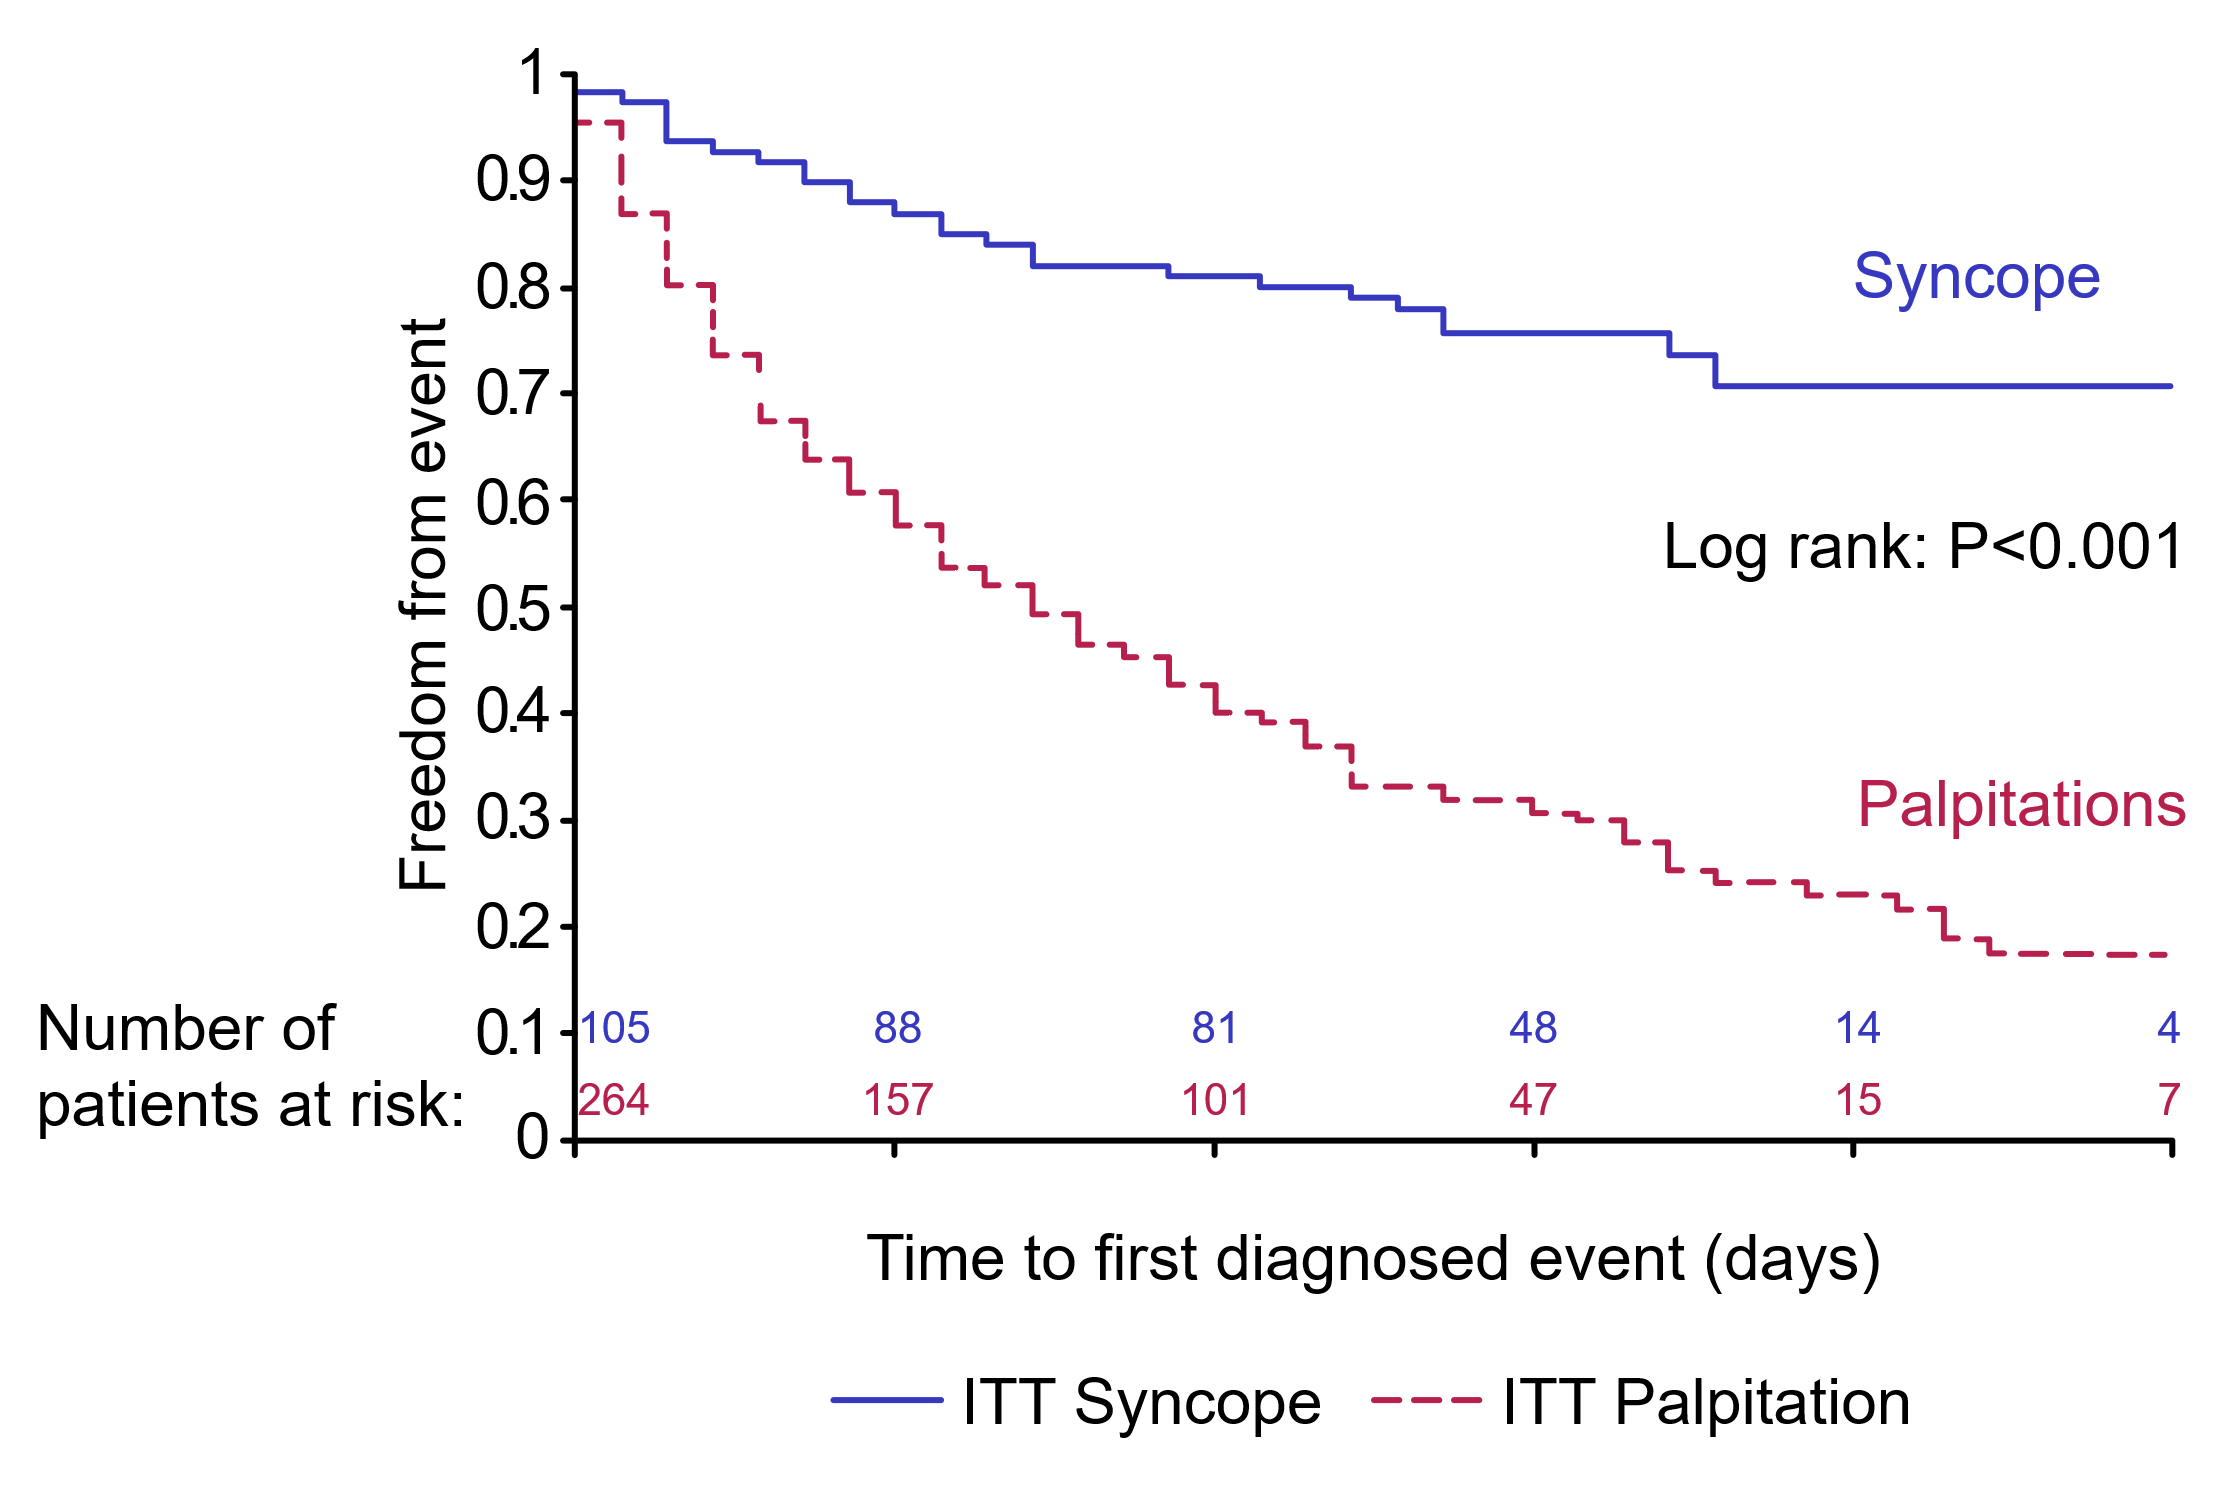 1
0.9
0.8
0.7
0.6
0.5
0.4
0.3
0.2
0.1
0
Freedom from event
Syncope
Log rank: P<0.001
Palpitations
Number of
patients at risk:
105 88 81 48 14 4
264 157 101 47 15 7
Time to first diagnosed event (days)
ITT Syncope ITT Palpitation